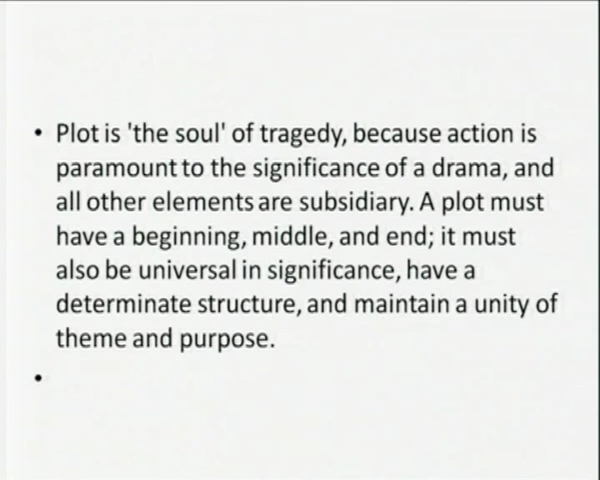 • Plot is 'the soul' of tragedy, because action is
paramount to the significance of a drama, and
all other elements are subsidiary. A plot must
have a beginning, middle, and end; it must
also be universal in significance, have a
determinate structure, and maintain a unity of
theme and purpose.
•